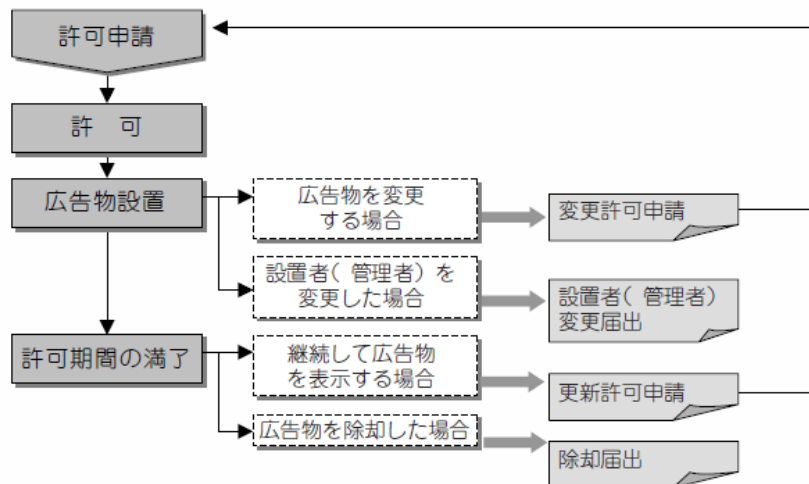 許可申請
許　可
広告物設置
広告物を変更
する場合
変更許可申請
設置者( 管理者) を
変更した場合
設置者( 管理者)
変更届出
許可期間の満了
継続して広告物
を表示する場合
更新許可申請
広告物を除却した場合
除却届出